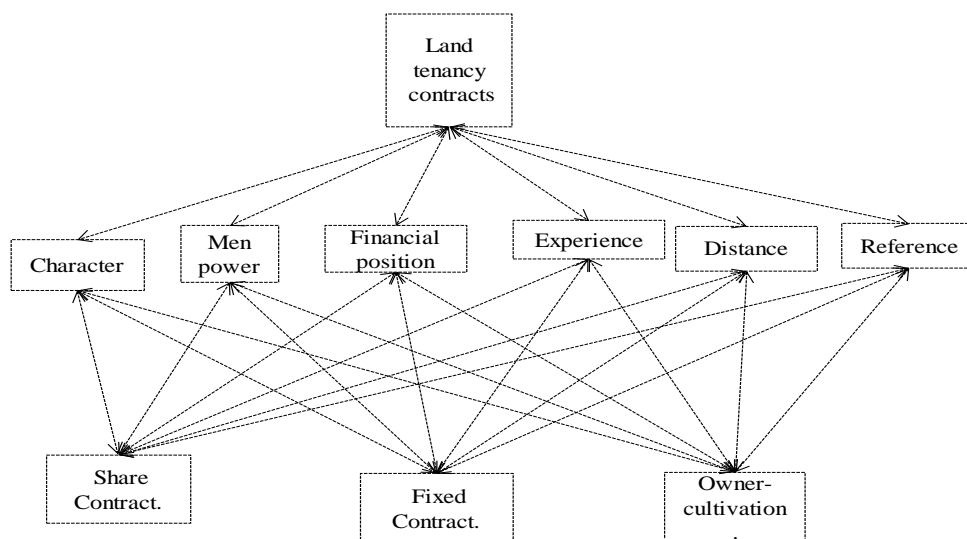 Land
tenancy
contracts
Character
Men
power
Financial
position
Experience
Distance
Reference
Share
Contract.
Fixed
Contract.
Owner-
cultivation